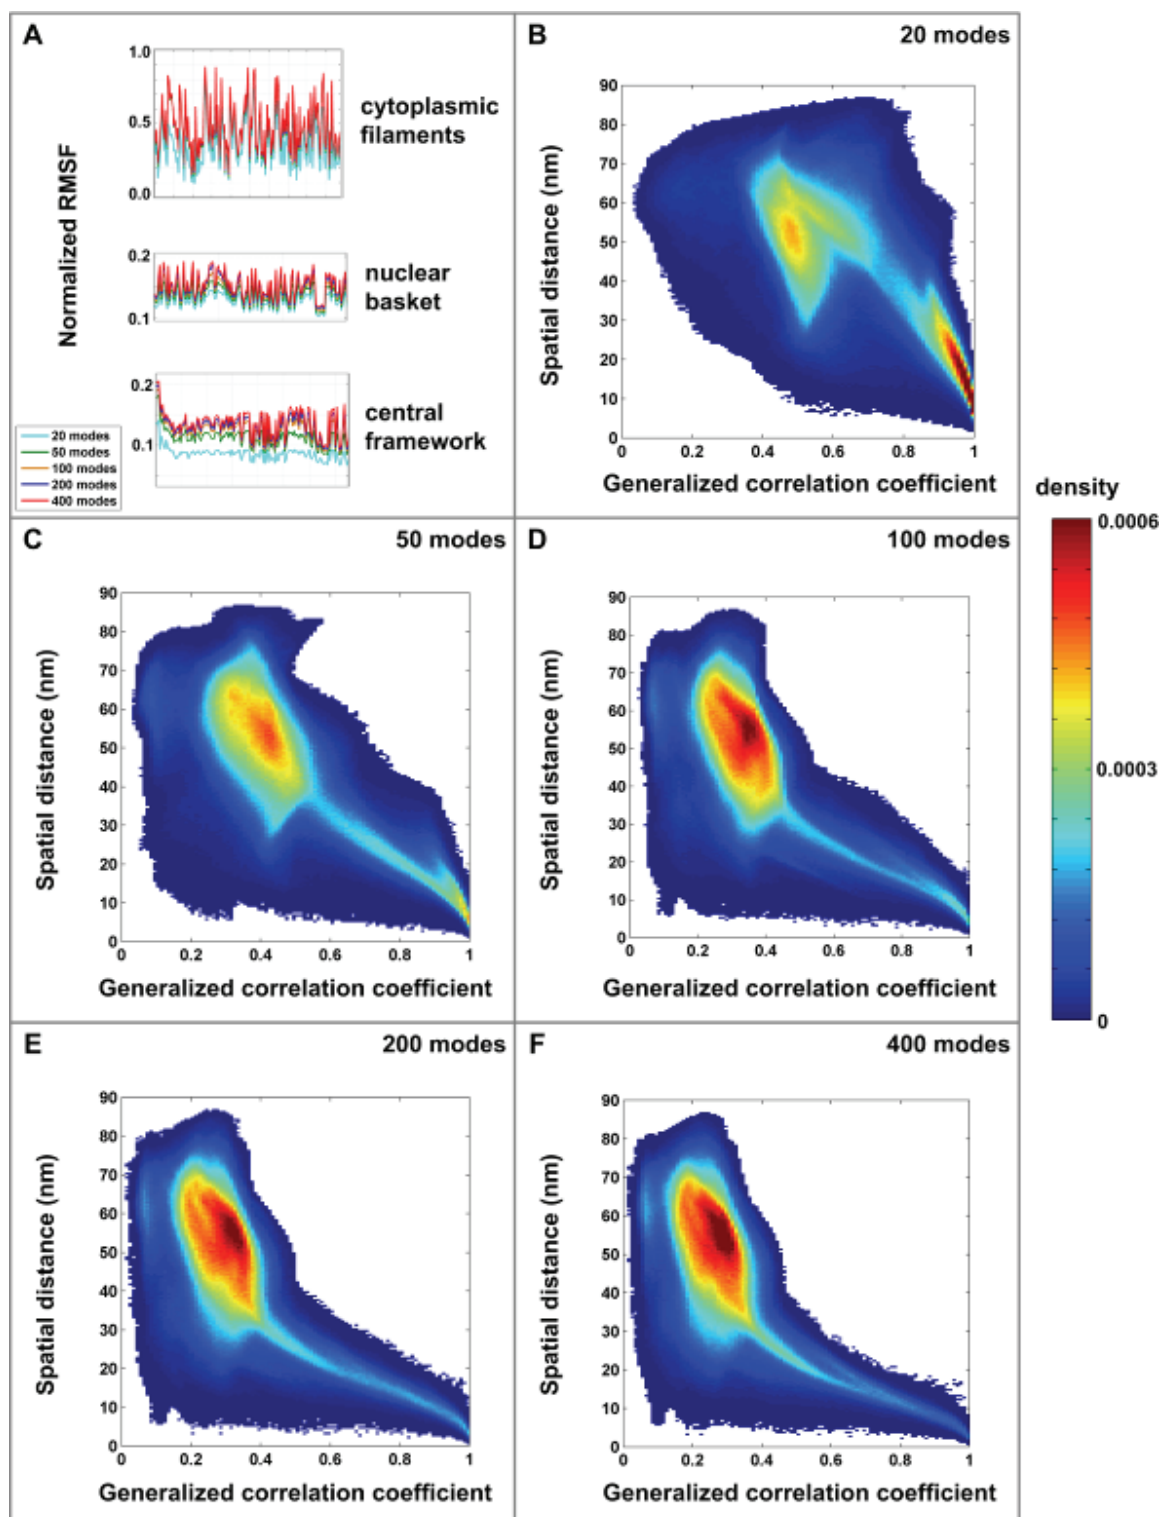 A
Normalized RMSF
1.0
0.5
0.0
cytoplasmic
filaments
0.2
0.1
nuclear
basket
0.2
0.1
central
framework
20 modes
50 modes
100 modes
200 modes
400 modes
B
20 modes
Spatial distance (nm)
90
80
70
60
50
40
30
20
10
0
0 0.2 0.4 0.6 0.8 1
Generalized correlation coefficient
density
0.0006
0.0003
0
C
50 modes
Spatial distance (nm)
90
80
70
60
50
40
30
20
10
0
0 0.2 0.4 0.6 0.8 1
Generalized correlation coefficient
D
100 modes
Spatial distance (nm)
90
80
70
60
50
40
30
20
10
0
0 0.2 0.4 0.6 0.8 1
Generalized correlation coefficient
E
200 modes
Spatial distance (nm)
90
80
70
60
50
40
30
20
10
0
0 0.2 0.4 0.6 0.8 1
Generalized correlation coefficient
F
400 modes
Spatial distance (nm)
90
80
70
60
50
40
30
20
10
0
0 0.2 0.4 0.6 0.8 1
Generalized correlation coefficient